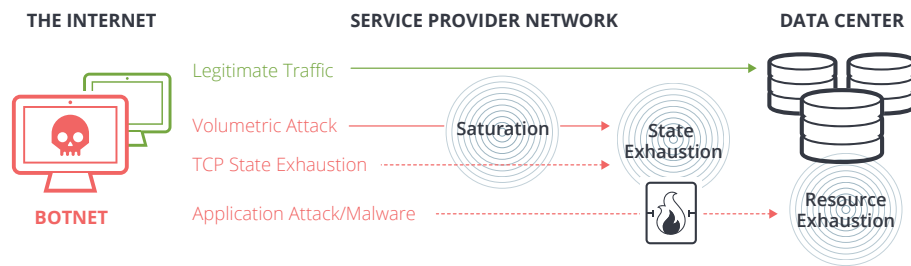 THE INTERNET
SERVICE PROVIDER NETWORK
DATA CENTER
Legitimate Traffic
Volumetric Attack
Saturation
State
Exhaustion
TCP State Exhaustion
BOTNET
Application Attack/Malware
Resource
Exhaustion